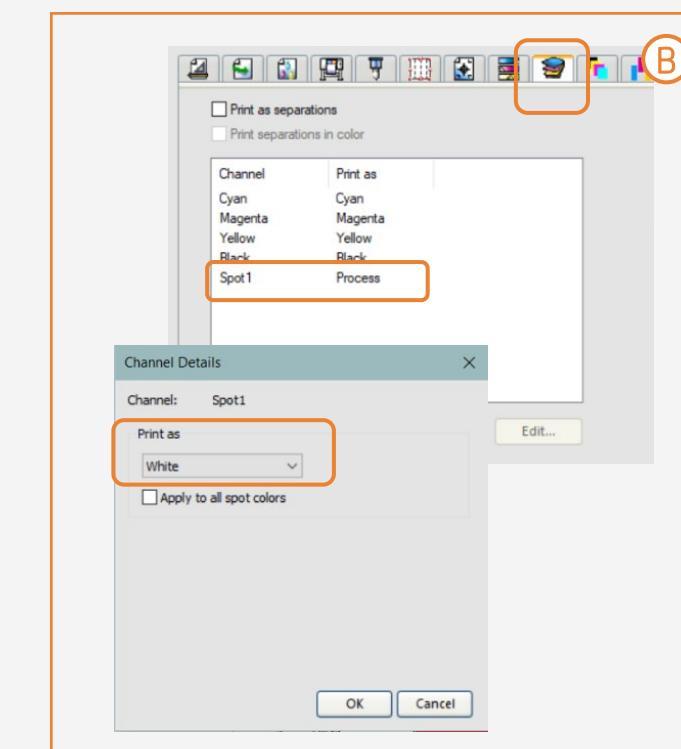 B
Print as separations
Print separations in color
Channel Print as
Cyan Cyan
Magenta Magenta
Yellow Yellow
Black Black
Spot1 Process
Channel Details
Channel: Spot1
Print as
White
Apply to all spot colors
Edit...
OK Cancel